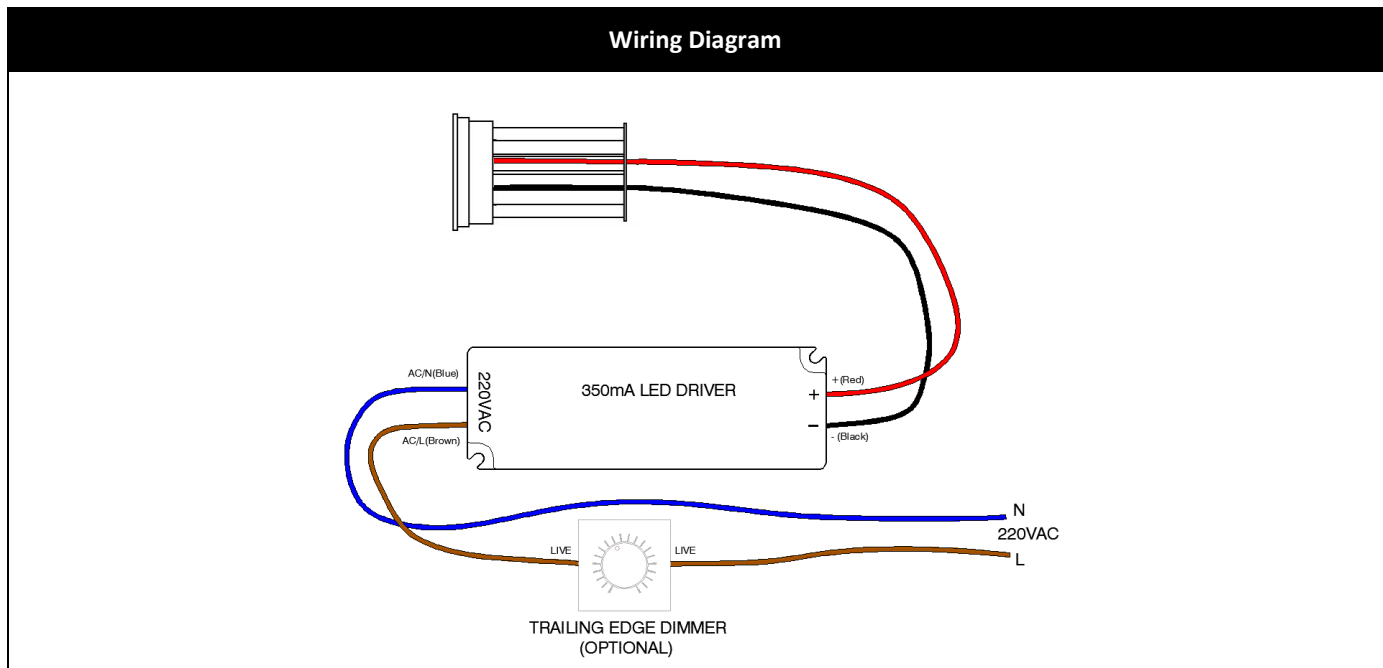 Wiring Diagram
AC/N(Blue)
220VAC
AC/L(Brown)
350mA LED DRIVER
+
+(Red)
−
- (Black)
N
220VAC
L
LIVE
LIVE
TRAILING EDGE DIMMER
(OPTIONAL)